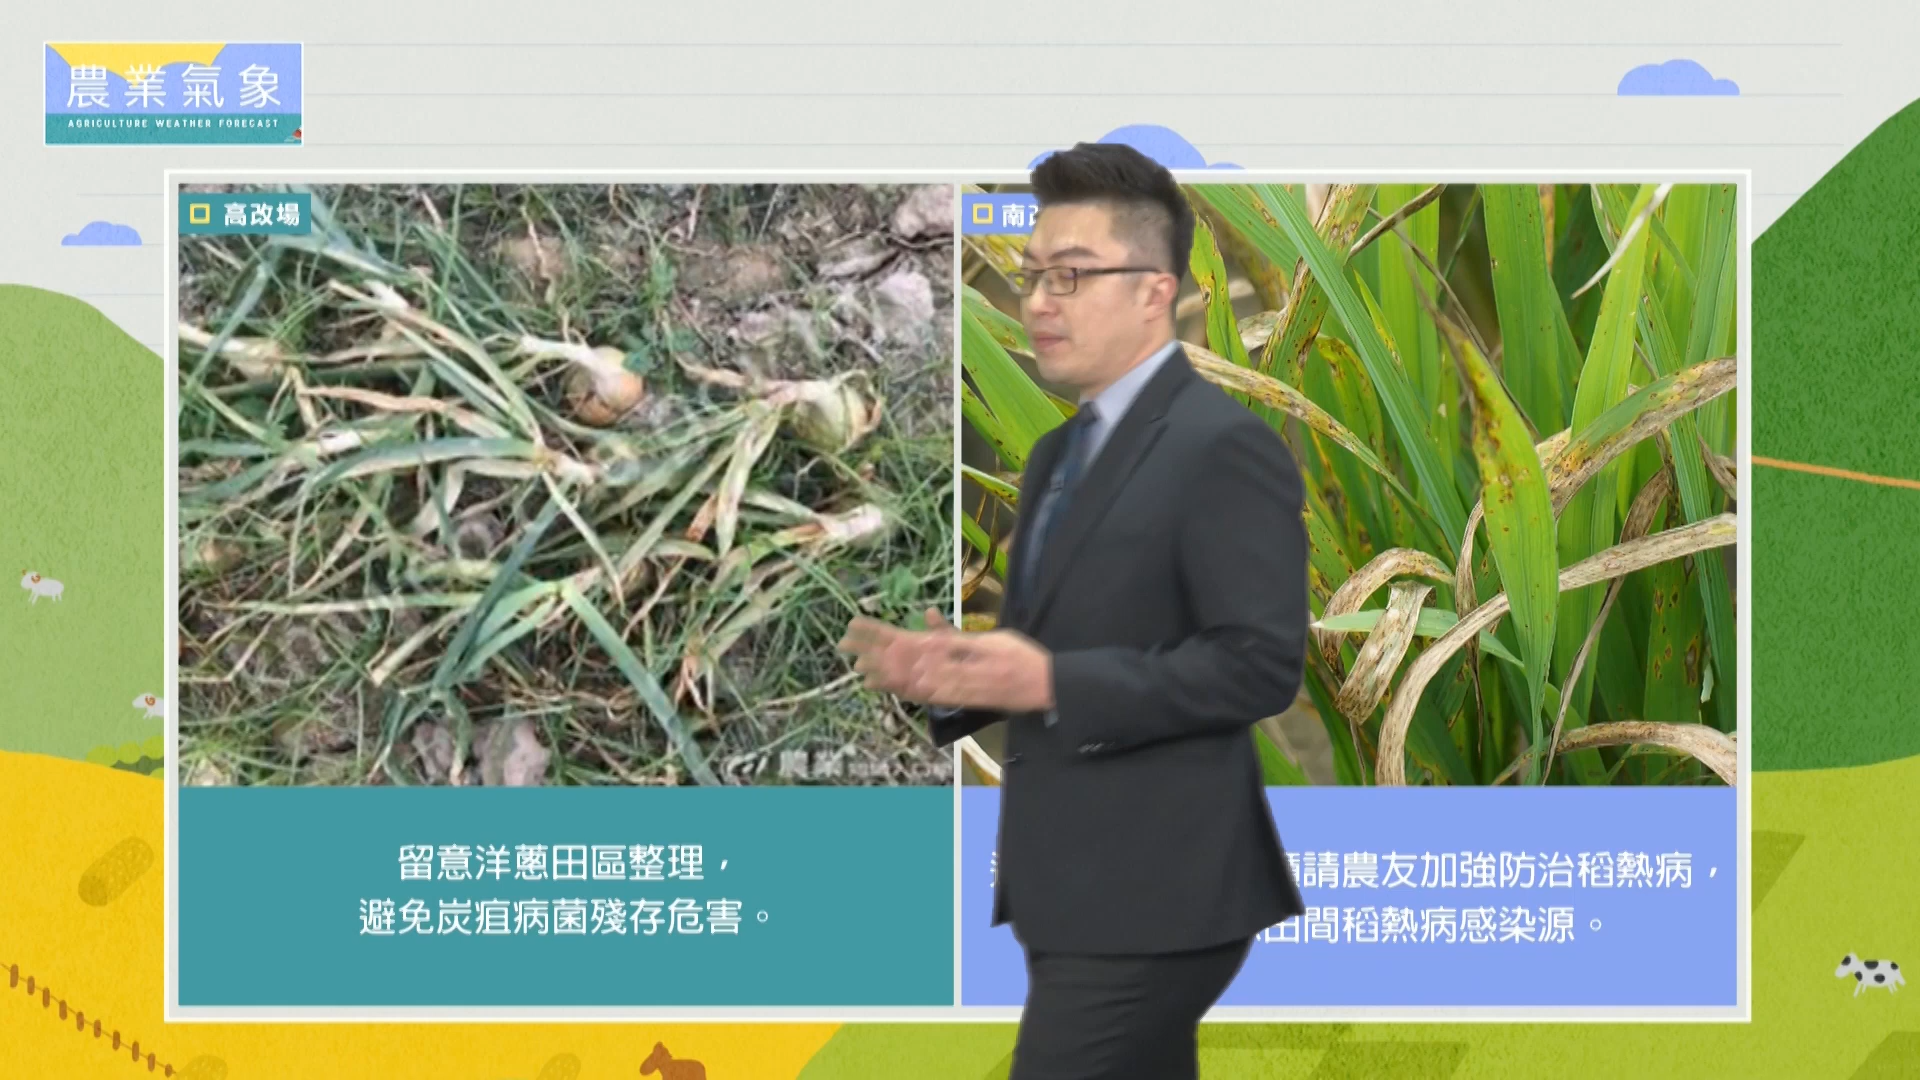 農業氣象
AGRICULTURE WEATHER FORECAST
高改場
南
留意洋蔥田區整理，
避免炭疽病菌殘存危害。
請農友加強防治稻熱病，
田間稻熱病感染源。